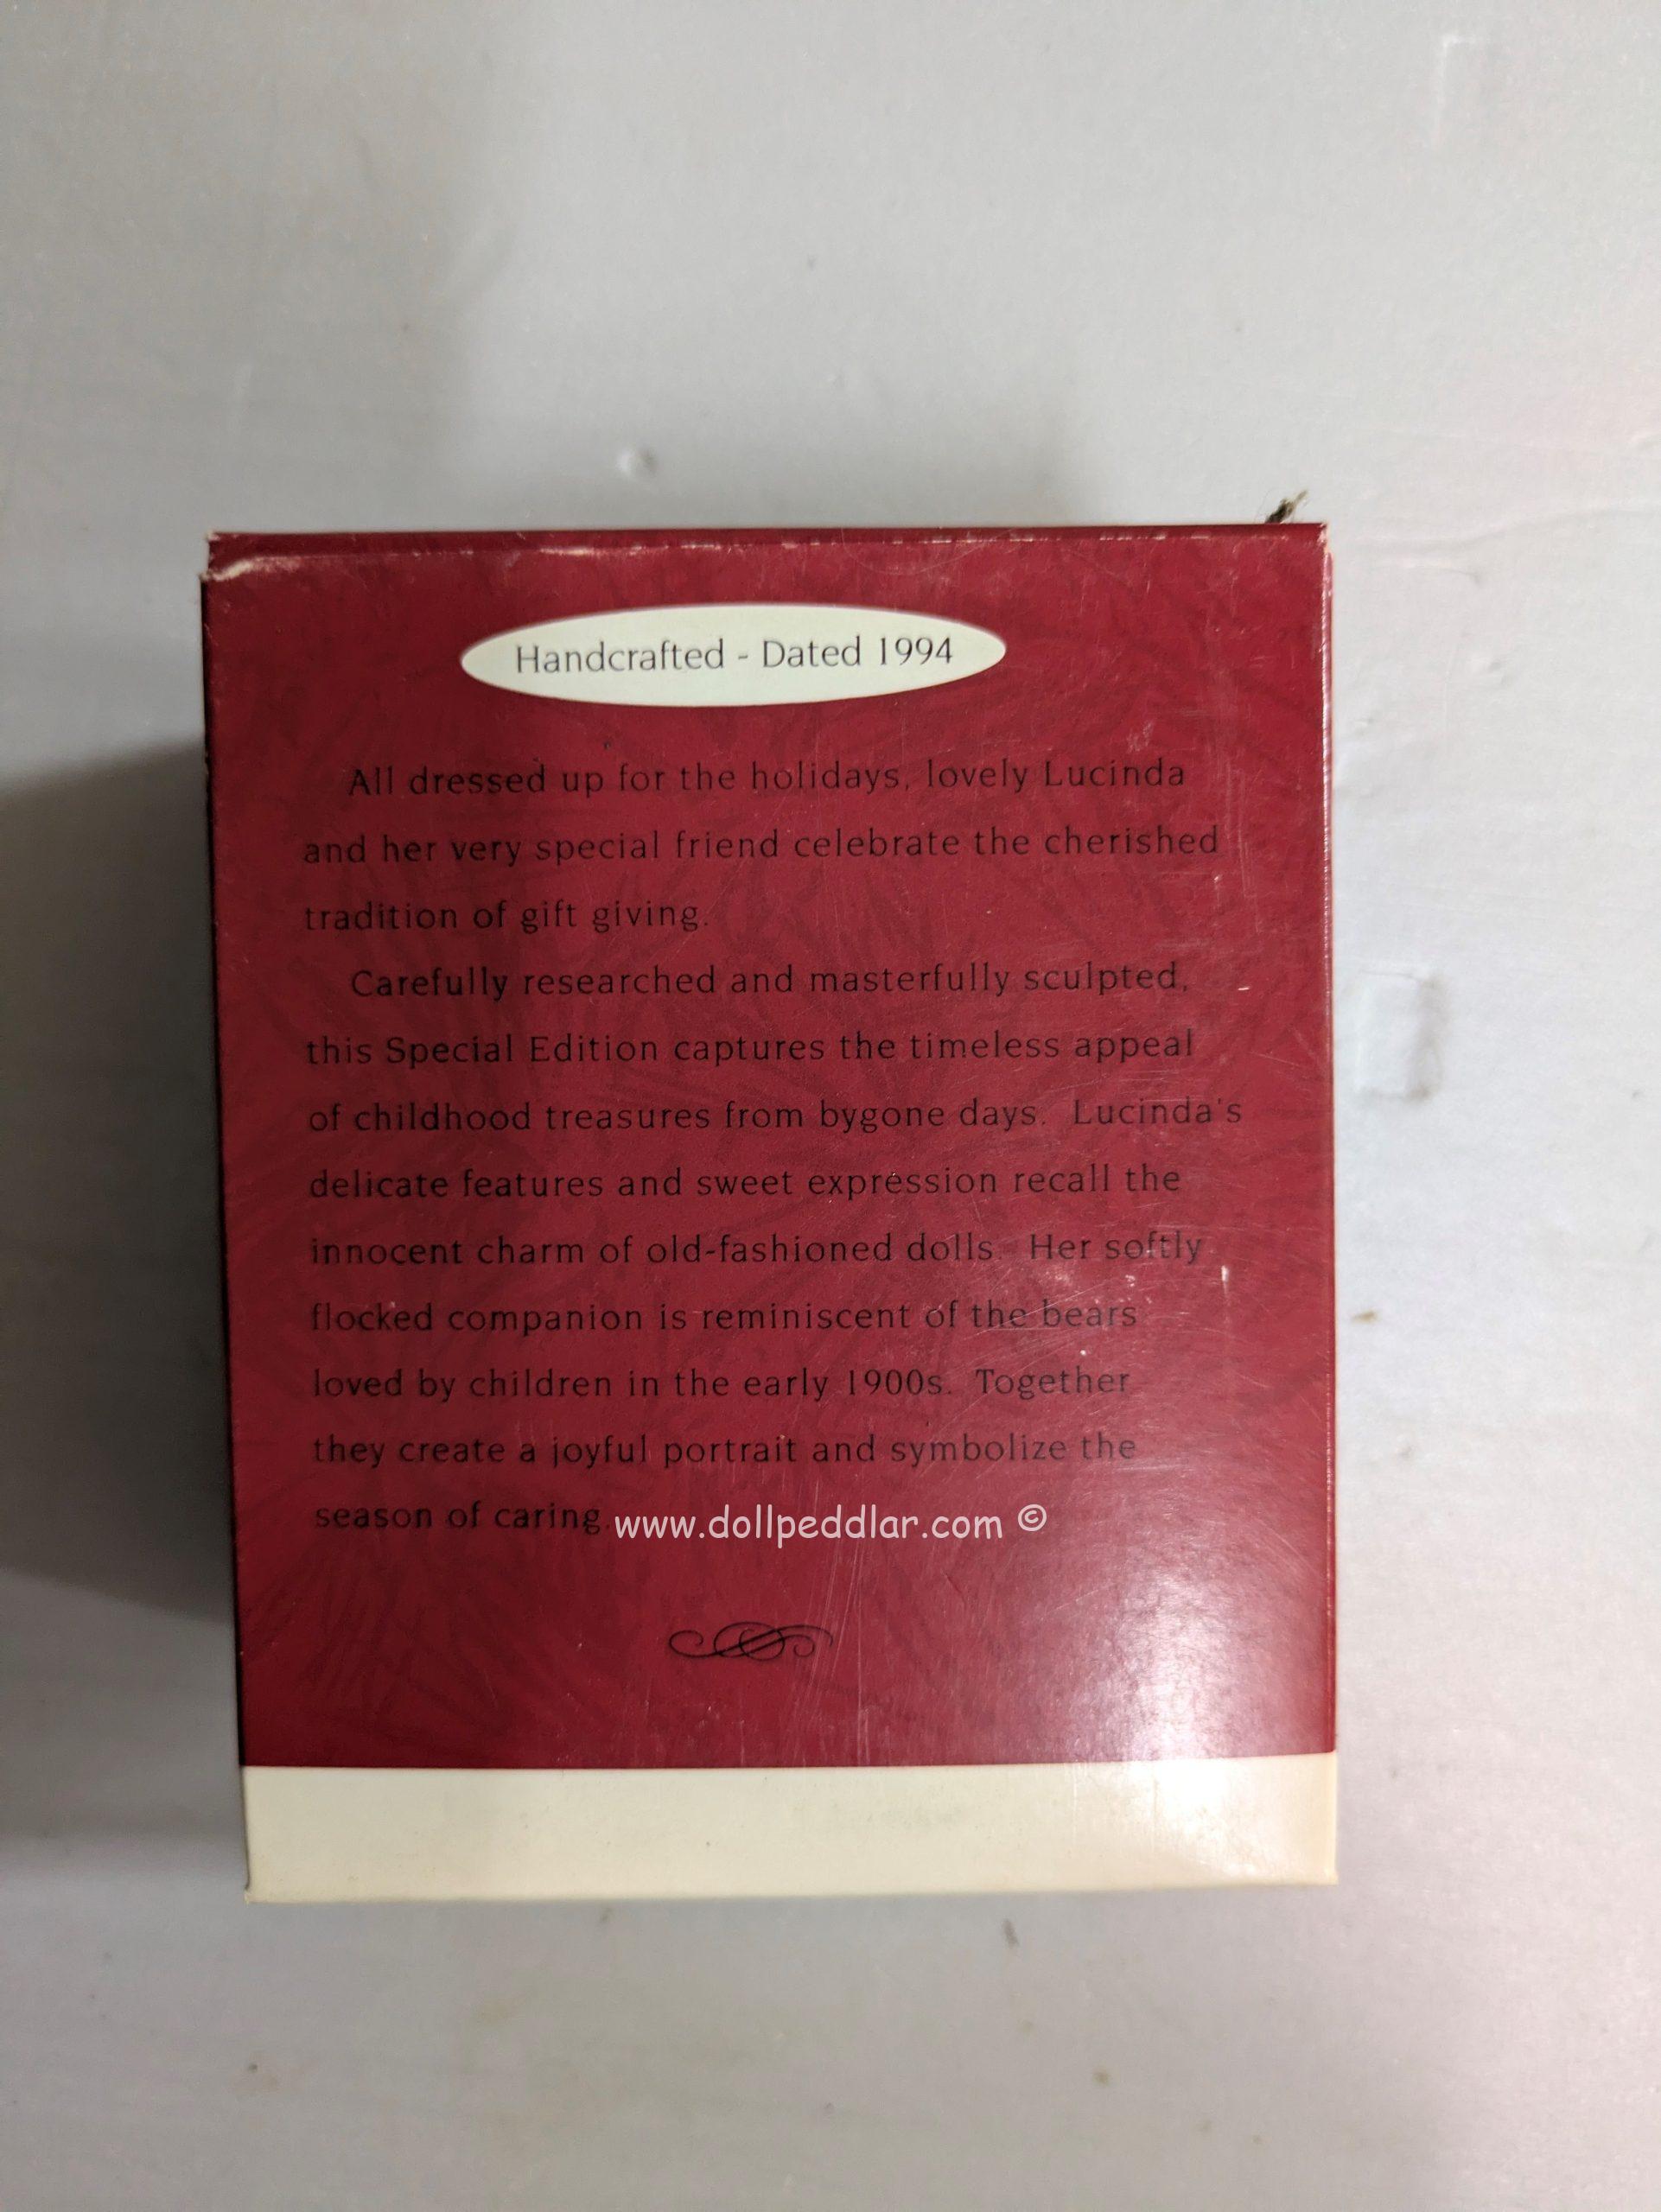 Handcrafted - Dated 1994
All dressed up for the holidays, lovely Lucinda
and her very special friend celebrate the cherished
tradition of gift giving.
Carefully researched and masterfully sculpted,
this Special Edition captures the timeless appeal
of childhood treasures from bygone days. Lucinda's
delicate features and sweet expression recall the
innocent charm of old-fashioned dolls. Her softly
flocked companion is reminiscent of the bears
loved by children in the early 1900s. Together
they create a joyful portrait and symbolize the
season of caring.
www.dollpeddlar.com ©